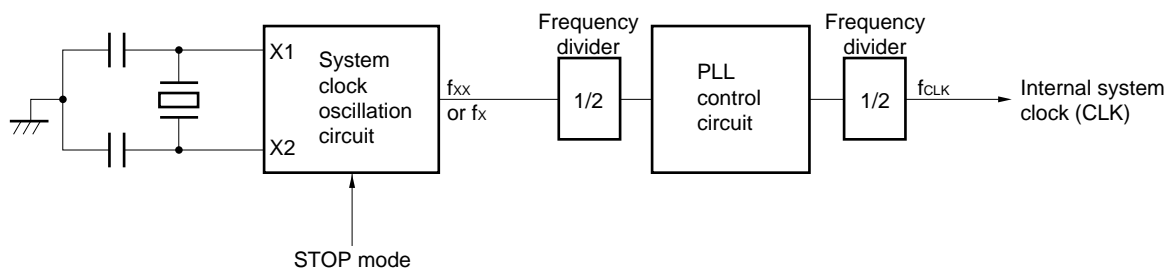 Frequency
divider
Frequency
divider
X1
System
clock
oscillation
circuit
X2
fXX
or fX
1/2
PLL
control
circuit
1/2
fCLK
Internal system
clock (CLK)
STOP mode